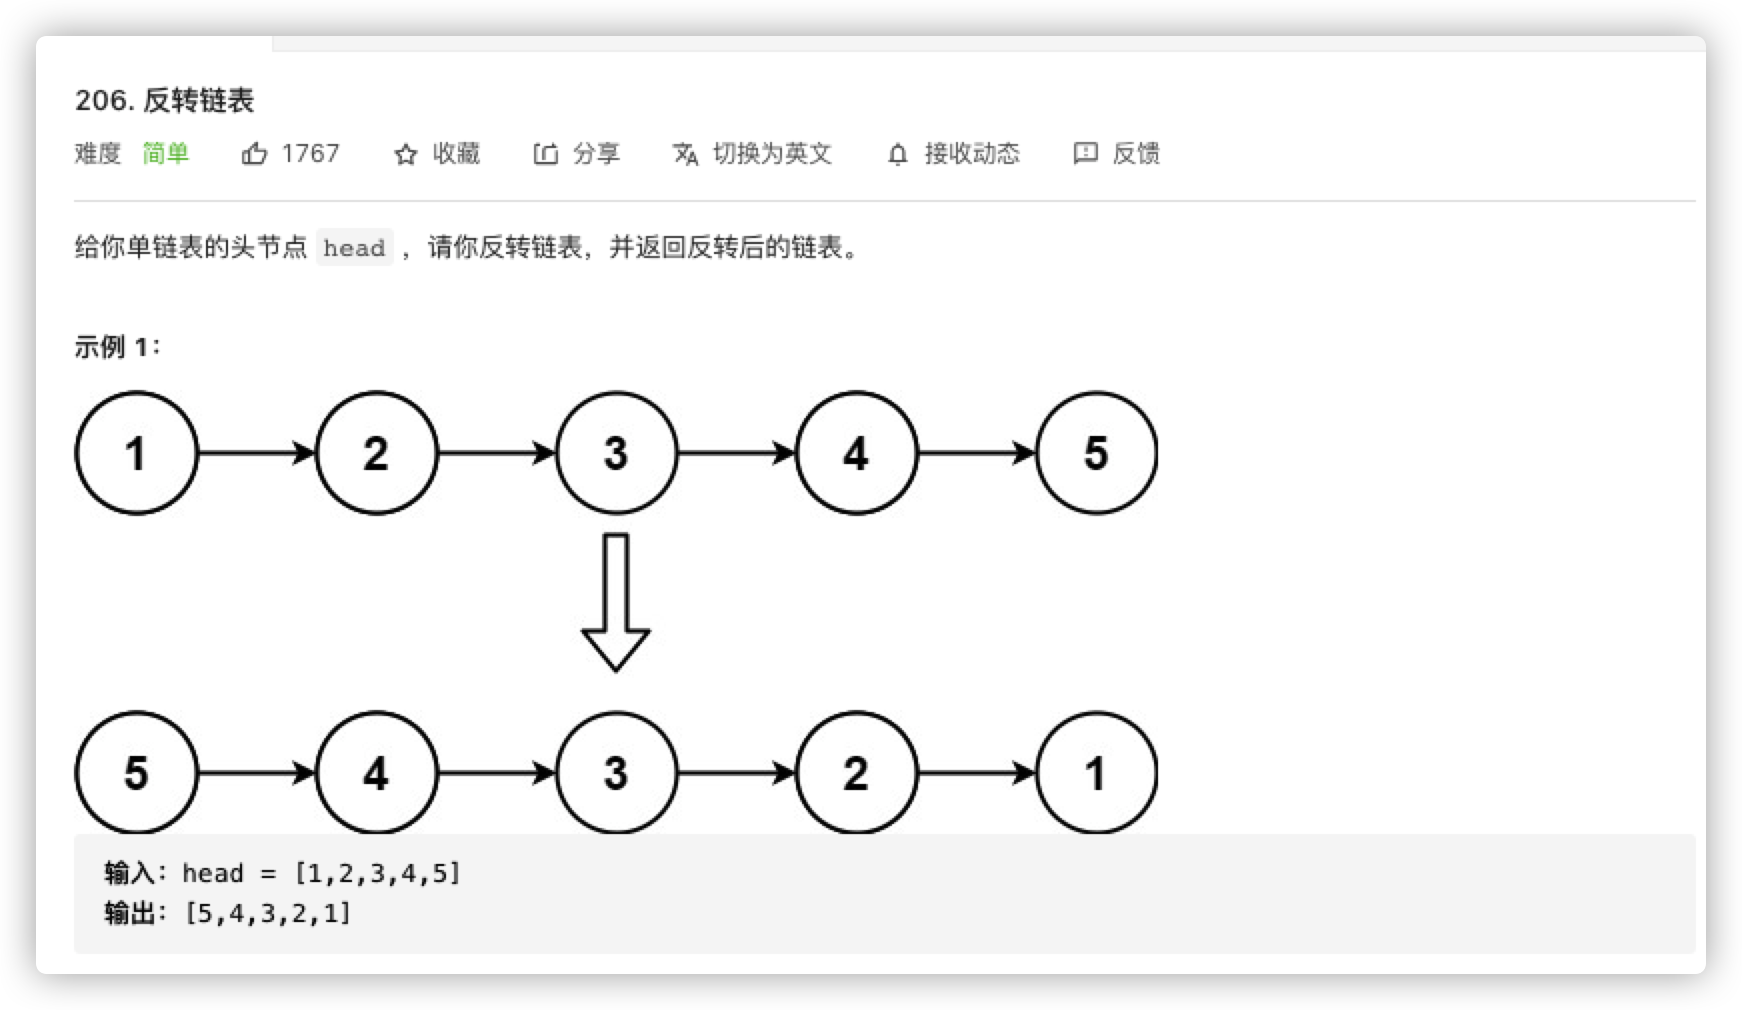 206. 反转链表
难度 简单 1767 收藏 分享 切换为英文 接收动态 反馈
给你单链表的头节点 head ，请你反转链表，并返回反转后的链表。
示例 1：
1 2 3 4 5
5 4 3 2 1
输入：head = [1,2,3,4,5]
输出：[5,4,3,2,1]